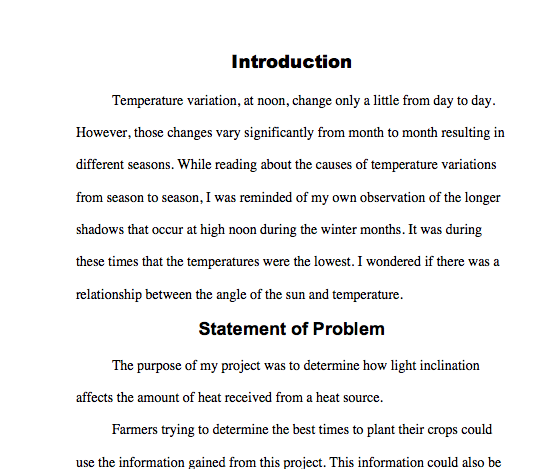 Introduction
Temperature variation, at noon, change only a little from day to day.
However, those changes vary significantly from month to month resulting in
different seasons. While reading about the causes of temperature variations
from season to season, I was reminded of my own observation of the longer
shadows that occur at high noon during the winter months. It was during
these times that the temperatures were the lowest. I wondered if there was a
relationship between the angle of the sun and temperature.
Statement of Problem
The purpose of my project was to determine how light inclination
affects the amount of heat received from a heat source.
Farmers trying to determine the best times to plant their crops could
use the information gained from this project. This information could also be